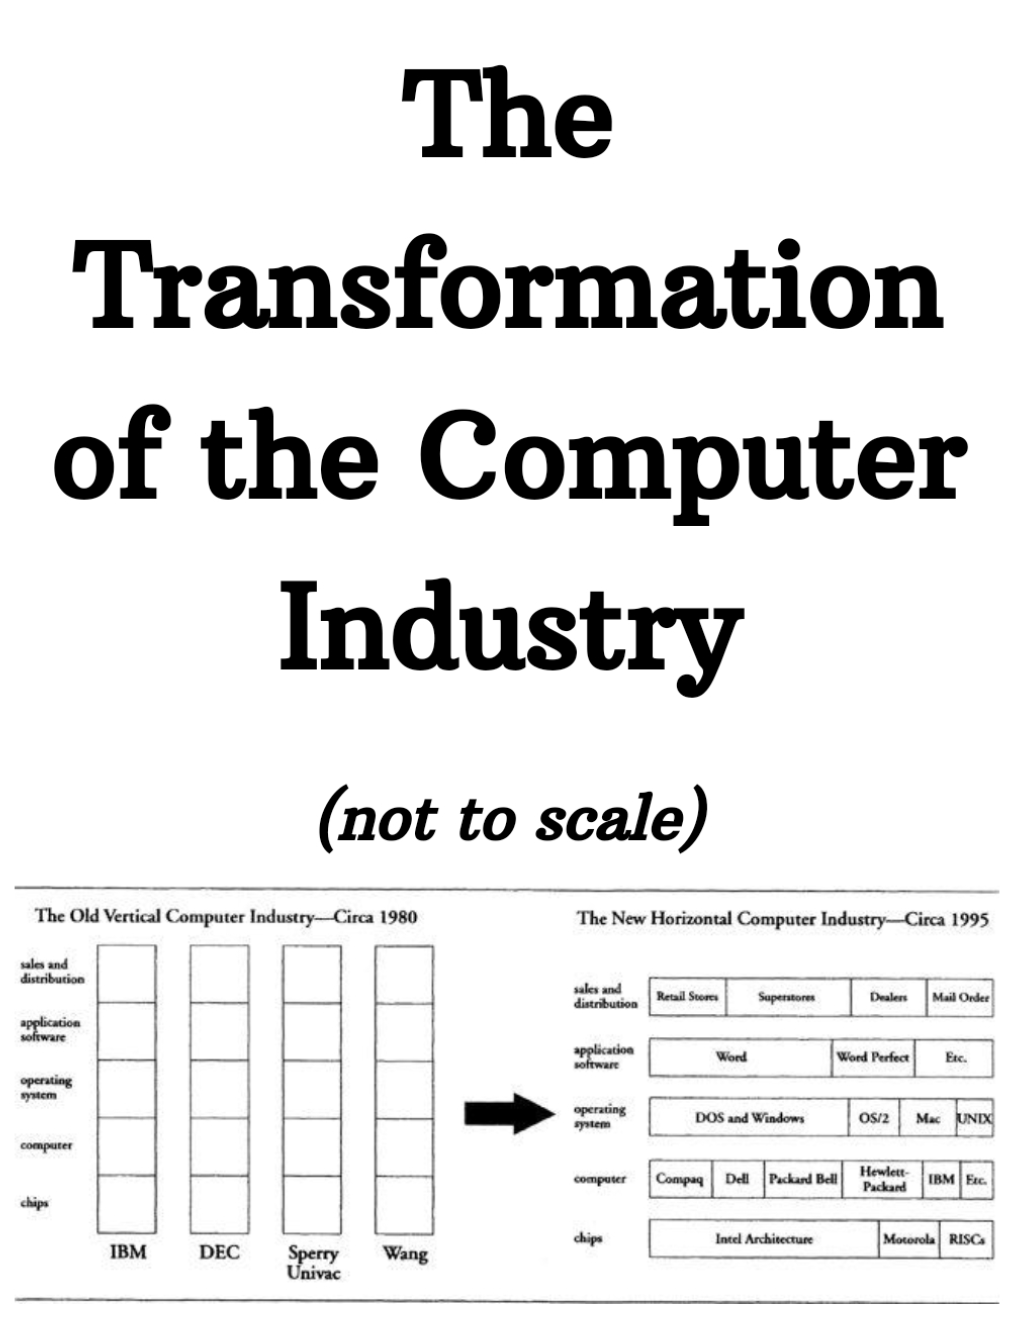 The
Transformation
of the Computer
Industry
(not to scale)
The Old Vertical Computer Industry—Circa 1980
sales and
distribution
application
software
operating
system
computer
chips
IBM DEC Sperry Univac Wang
The New Horizontal Computer Industry—Circa 1995
sales and
distribution
Retail Stores Superstores Dealers Mail Order
application
software
Word Word Perfect Etc.
operating
system
DOS and Windows OS/2 Mac UNIX
computer
Compaq Dell Packard Bell Hewlett-Packard IBM Etc.
chips
Intel Architecture Motorola RISCs